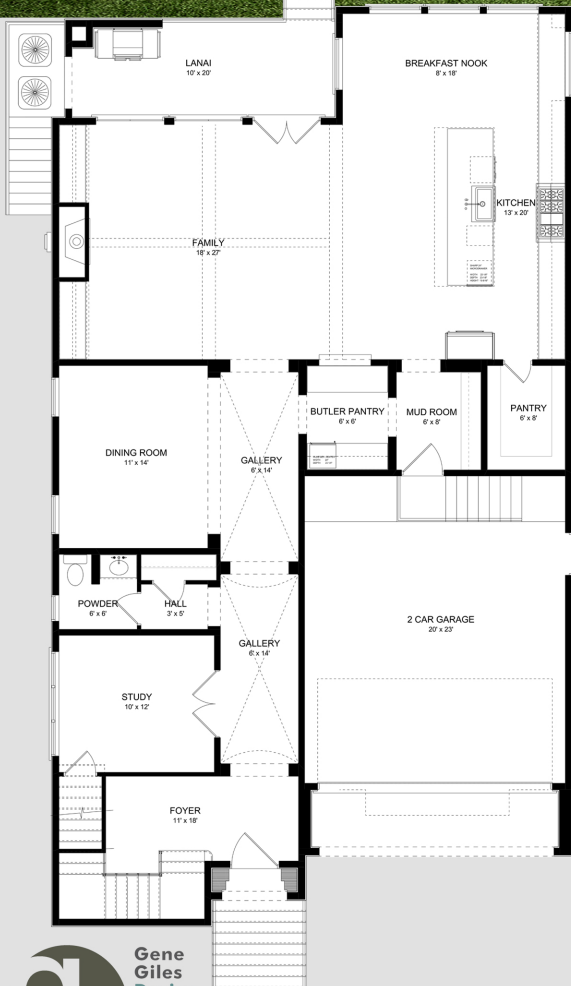 LANAI
10' x 20'
BREAKFAST NOOK
8' x 18'
KITCHEN
13' x 20'
FAMILY
18' x 27'
BUTLER PANTRY
6' x 6'
MUD ROOM
6' x 8'
PANTRY
6' x 8'
DINING ROOM
11' x 14'
GALLERY
6' x 14'
POWDER
6' x 6'
HALL
3' x 5'
GALLERY
6' x 14'
2 CAR GARAGE
20' x 23'
STUDY
10' x 12'
FOYER
11' x 18'
Gene
Giles